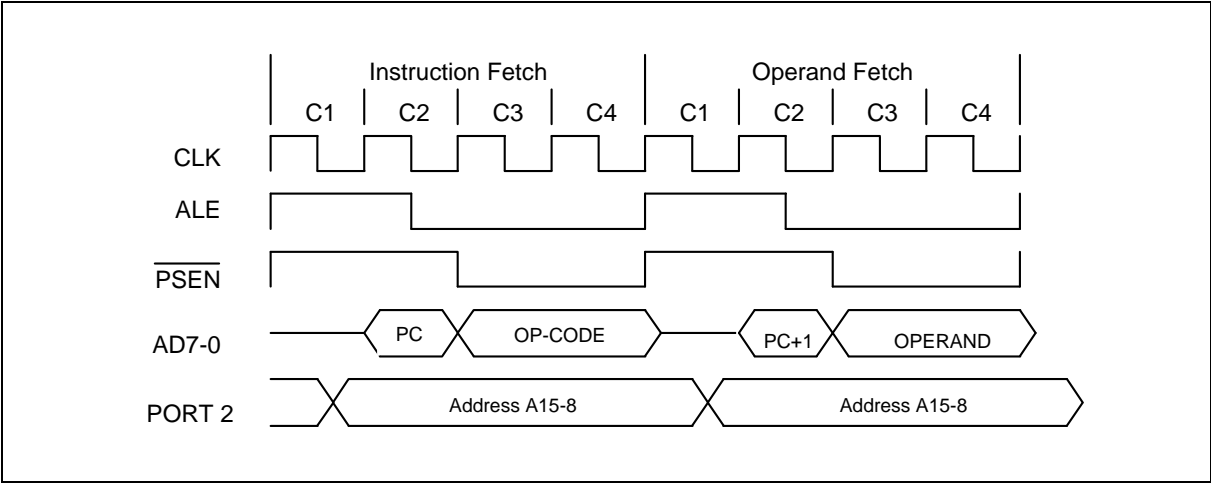 Instruction Fetch Operand Fetch
C1 C2 C3 C4 C1 C2 C3 C4
CLK
ALE
PSEN
AD7-0 PC OP-CODE PC+1 OPERAND
PORT 2 Address A15-8 Address A15-8